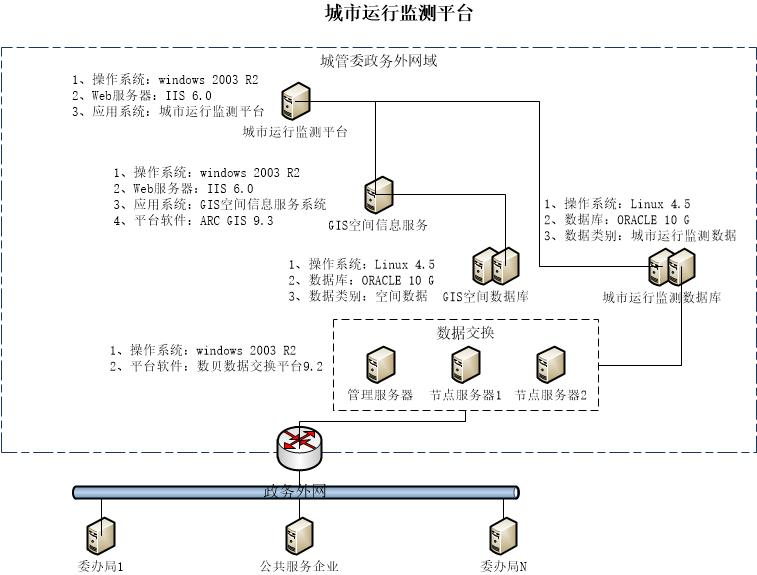 城市运行监测平台
城管委政务外网域
1、操作系统：windows 2003 R2
2、Web服务器：IIS 6.0
3、应用系统：城市运行监测平台
城市运行监测平台
1、操作系统：windows 2003 R2
2、Web服务器：IIS 6.0
3、应用系统：GIS空间信息服务系统
4、平台软件：ARC GIS 9.3
GIS空间信息服务
1、操作系统：Linux 4.5
2、数据库：ORACLE 10 G
3、数据类别：城市运行监测数据
城市运行监测数据库
1、操作系统：Linux 4.5
2、数据库：ORACLE 10 G
3、数据类别：空间数据
GIS空间数据库
数据交换
1、操作系统：windows 2003 R2
2、平台软件：数贝数据交换平台9.2
管理服务器
节点服务器1
节点服务器2
政务外网
委办局1
公共服务企业
委办局N